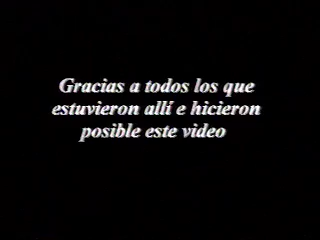 Gracias a todos los que
estuvieron allí e hicieron
posible este video